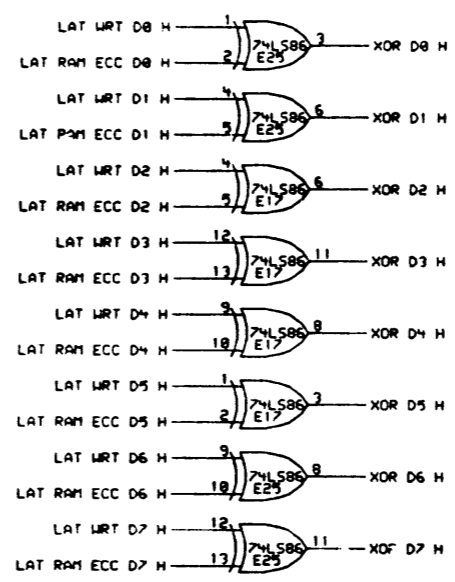 LAT WRT D0 H 1
74LS86 3 XOR D0 H
LAT RAM ECC D0 H 2 E25
LAT WRT D1 H 4
74LS86 6 XOR D1 H
LAT RAM ECC D1 H 5 E25
LAT WRT D2 H 4
74LS86 6 XOR D2 H
LAT RAM ECC D2 H 5 E17
LAT WRT D3 H 12
74LS86 11 XOR D3 H
LAT RAM ECC D3 H 13 E17
LAT WRT D4 H 9
74LS86 8 XOR D4 H
LAT RAM ECC D4 H 10 E17
LAT WRT D5 H 1
74LS86 3 XOR D5 H
LAT RAM ECC D5 H 2 E17
LAT WRT D6 H 9
74LS86 8 XOR D6 H
LAT RAM ECC D6 H 10 E25
LAT WRT D7 H 12
74LS86 11 XOR D7 H
LAT RAM ECC D7 H 13 E25